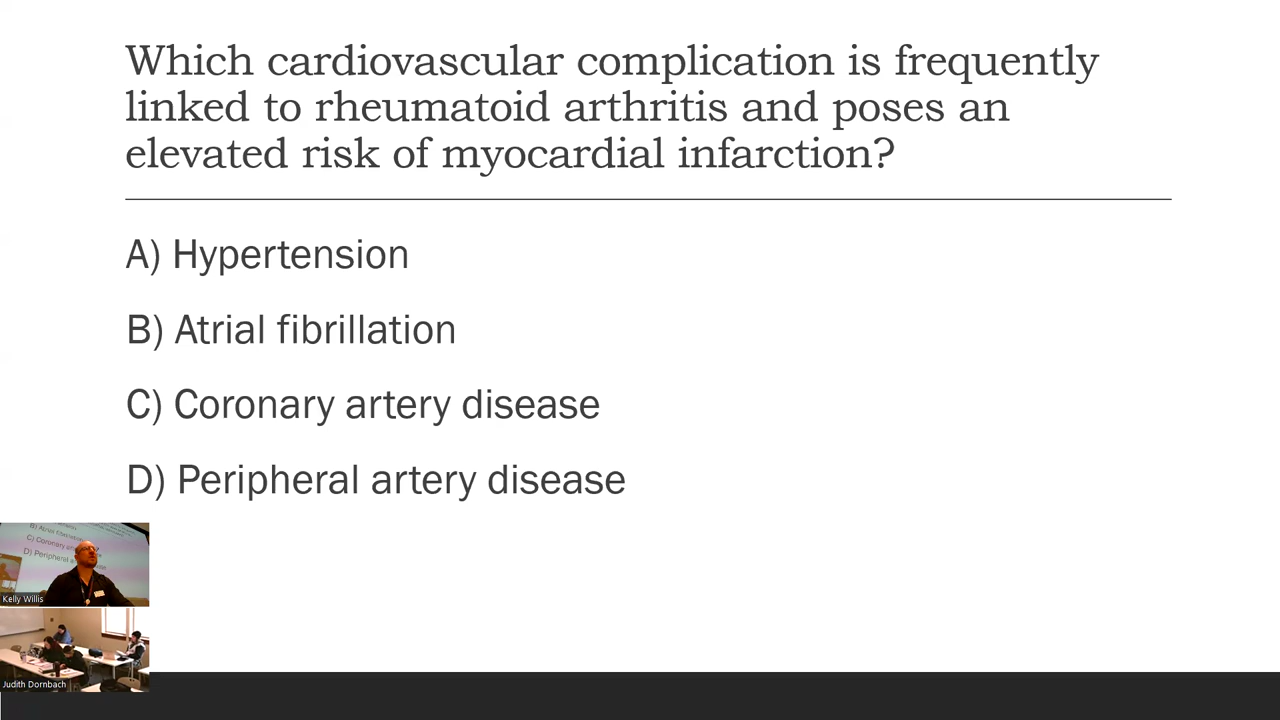 Which cardiovascular complication is frequently
linked to rheumatoid arthritis and poses an
elevated risk of myocardial infarction?
A) Hypertension
B) Atrial fibrillation
C) Coronary artery disease
D) Peripheral artery disease
Kelly Willis
Judith Dornbach